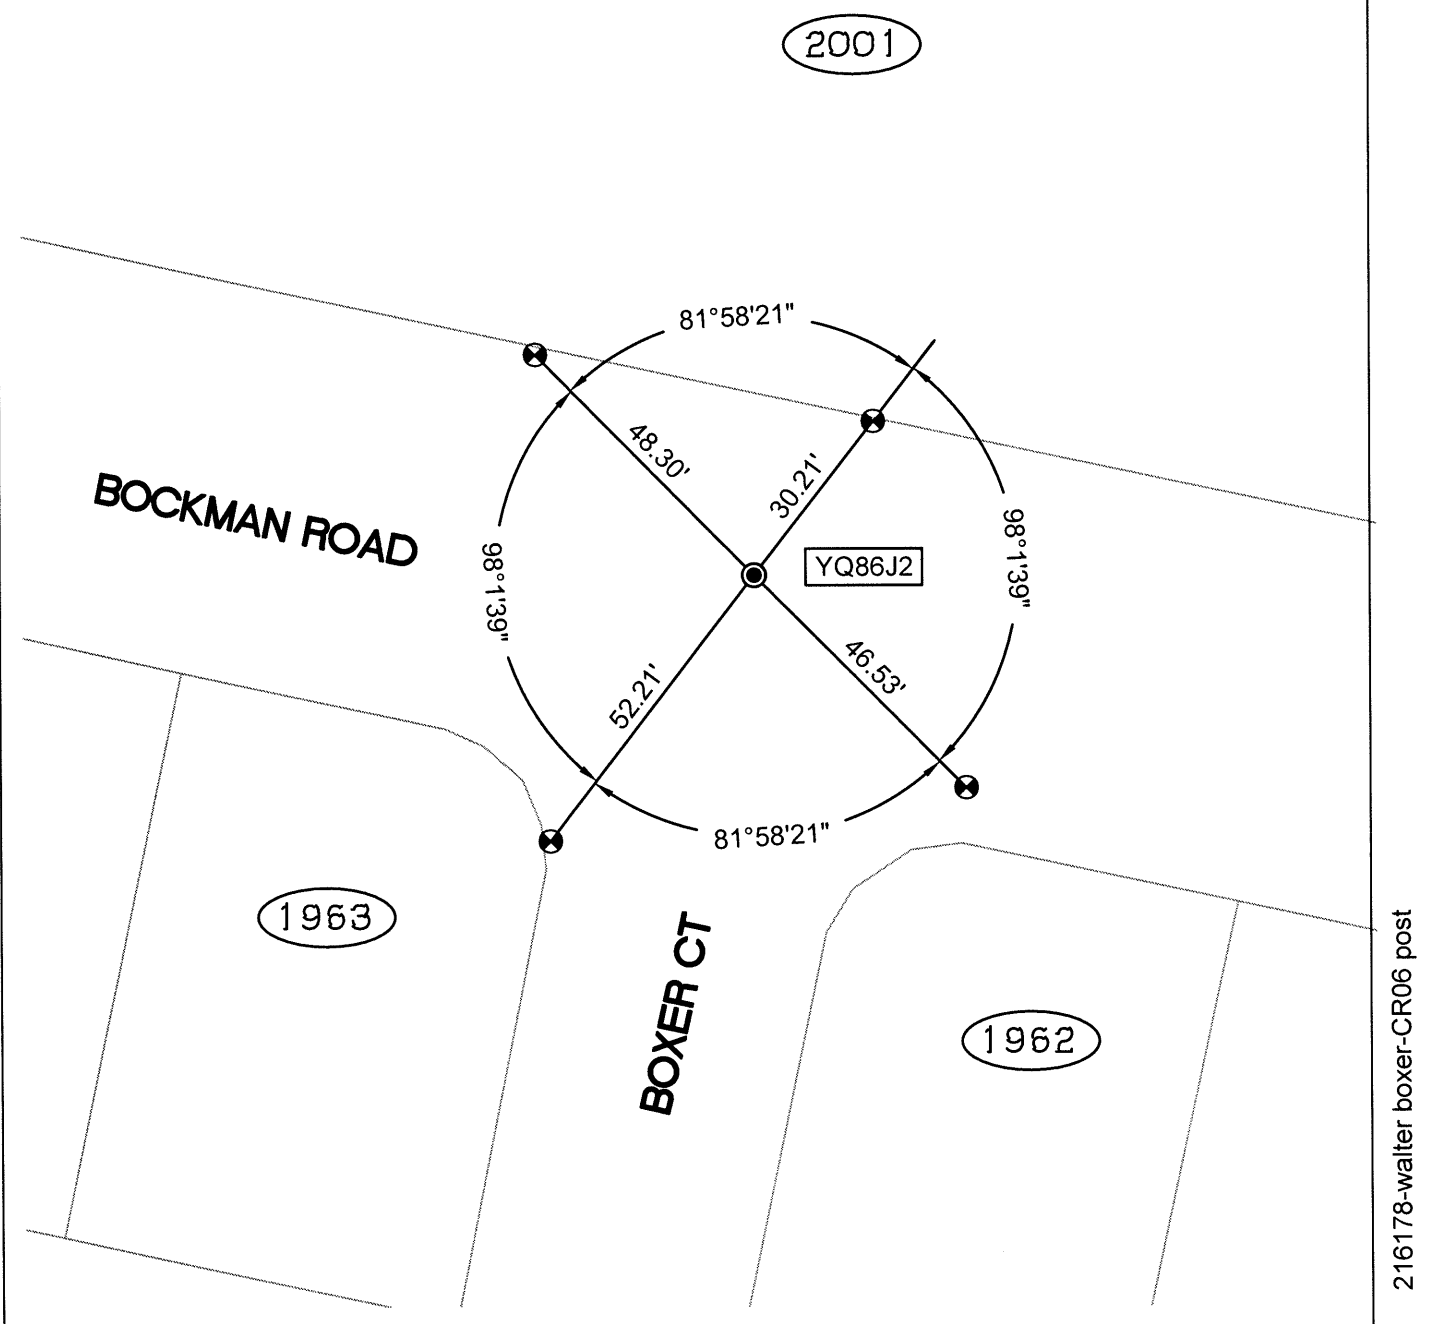 2001
81°58'21"
48.30'
30.21'
BOCKMAN ROAD
98°1'39"
98°1'39"
YQ86J2
52.21'
46.53'
81°58'21"
1963
BOXER CT
1962
216178-walter boxer-CR06 post